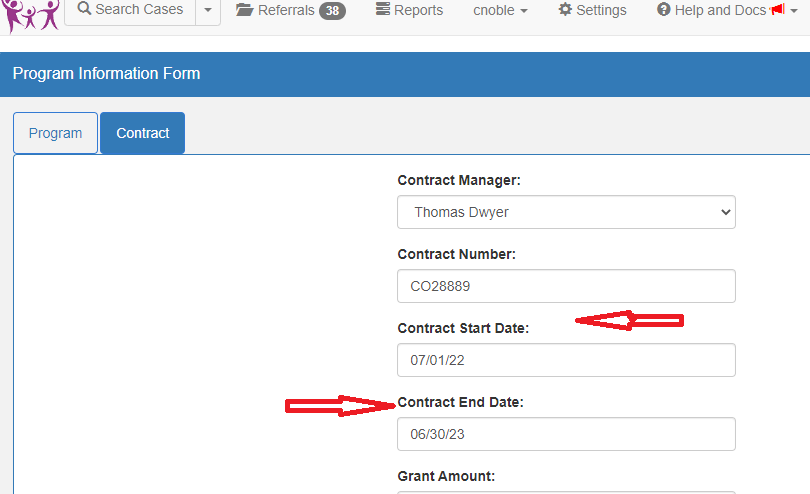 Search Cases Referrals 38 Reports cnoble Settings Help and Docs
Program Information Form
Program Contract
Contract Manager:
Thomas Dwyer
Contract Number:
CO28889
Contract Start Date:
07/01/22
Contract End Date:
06/30/23
Grant Amount: